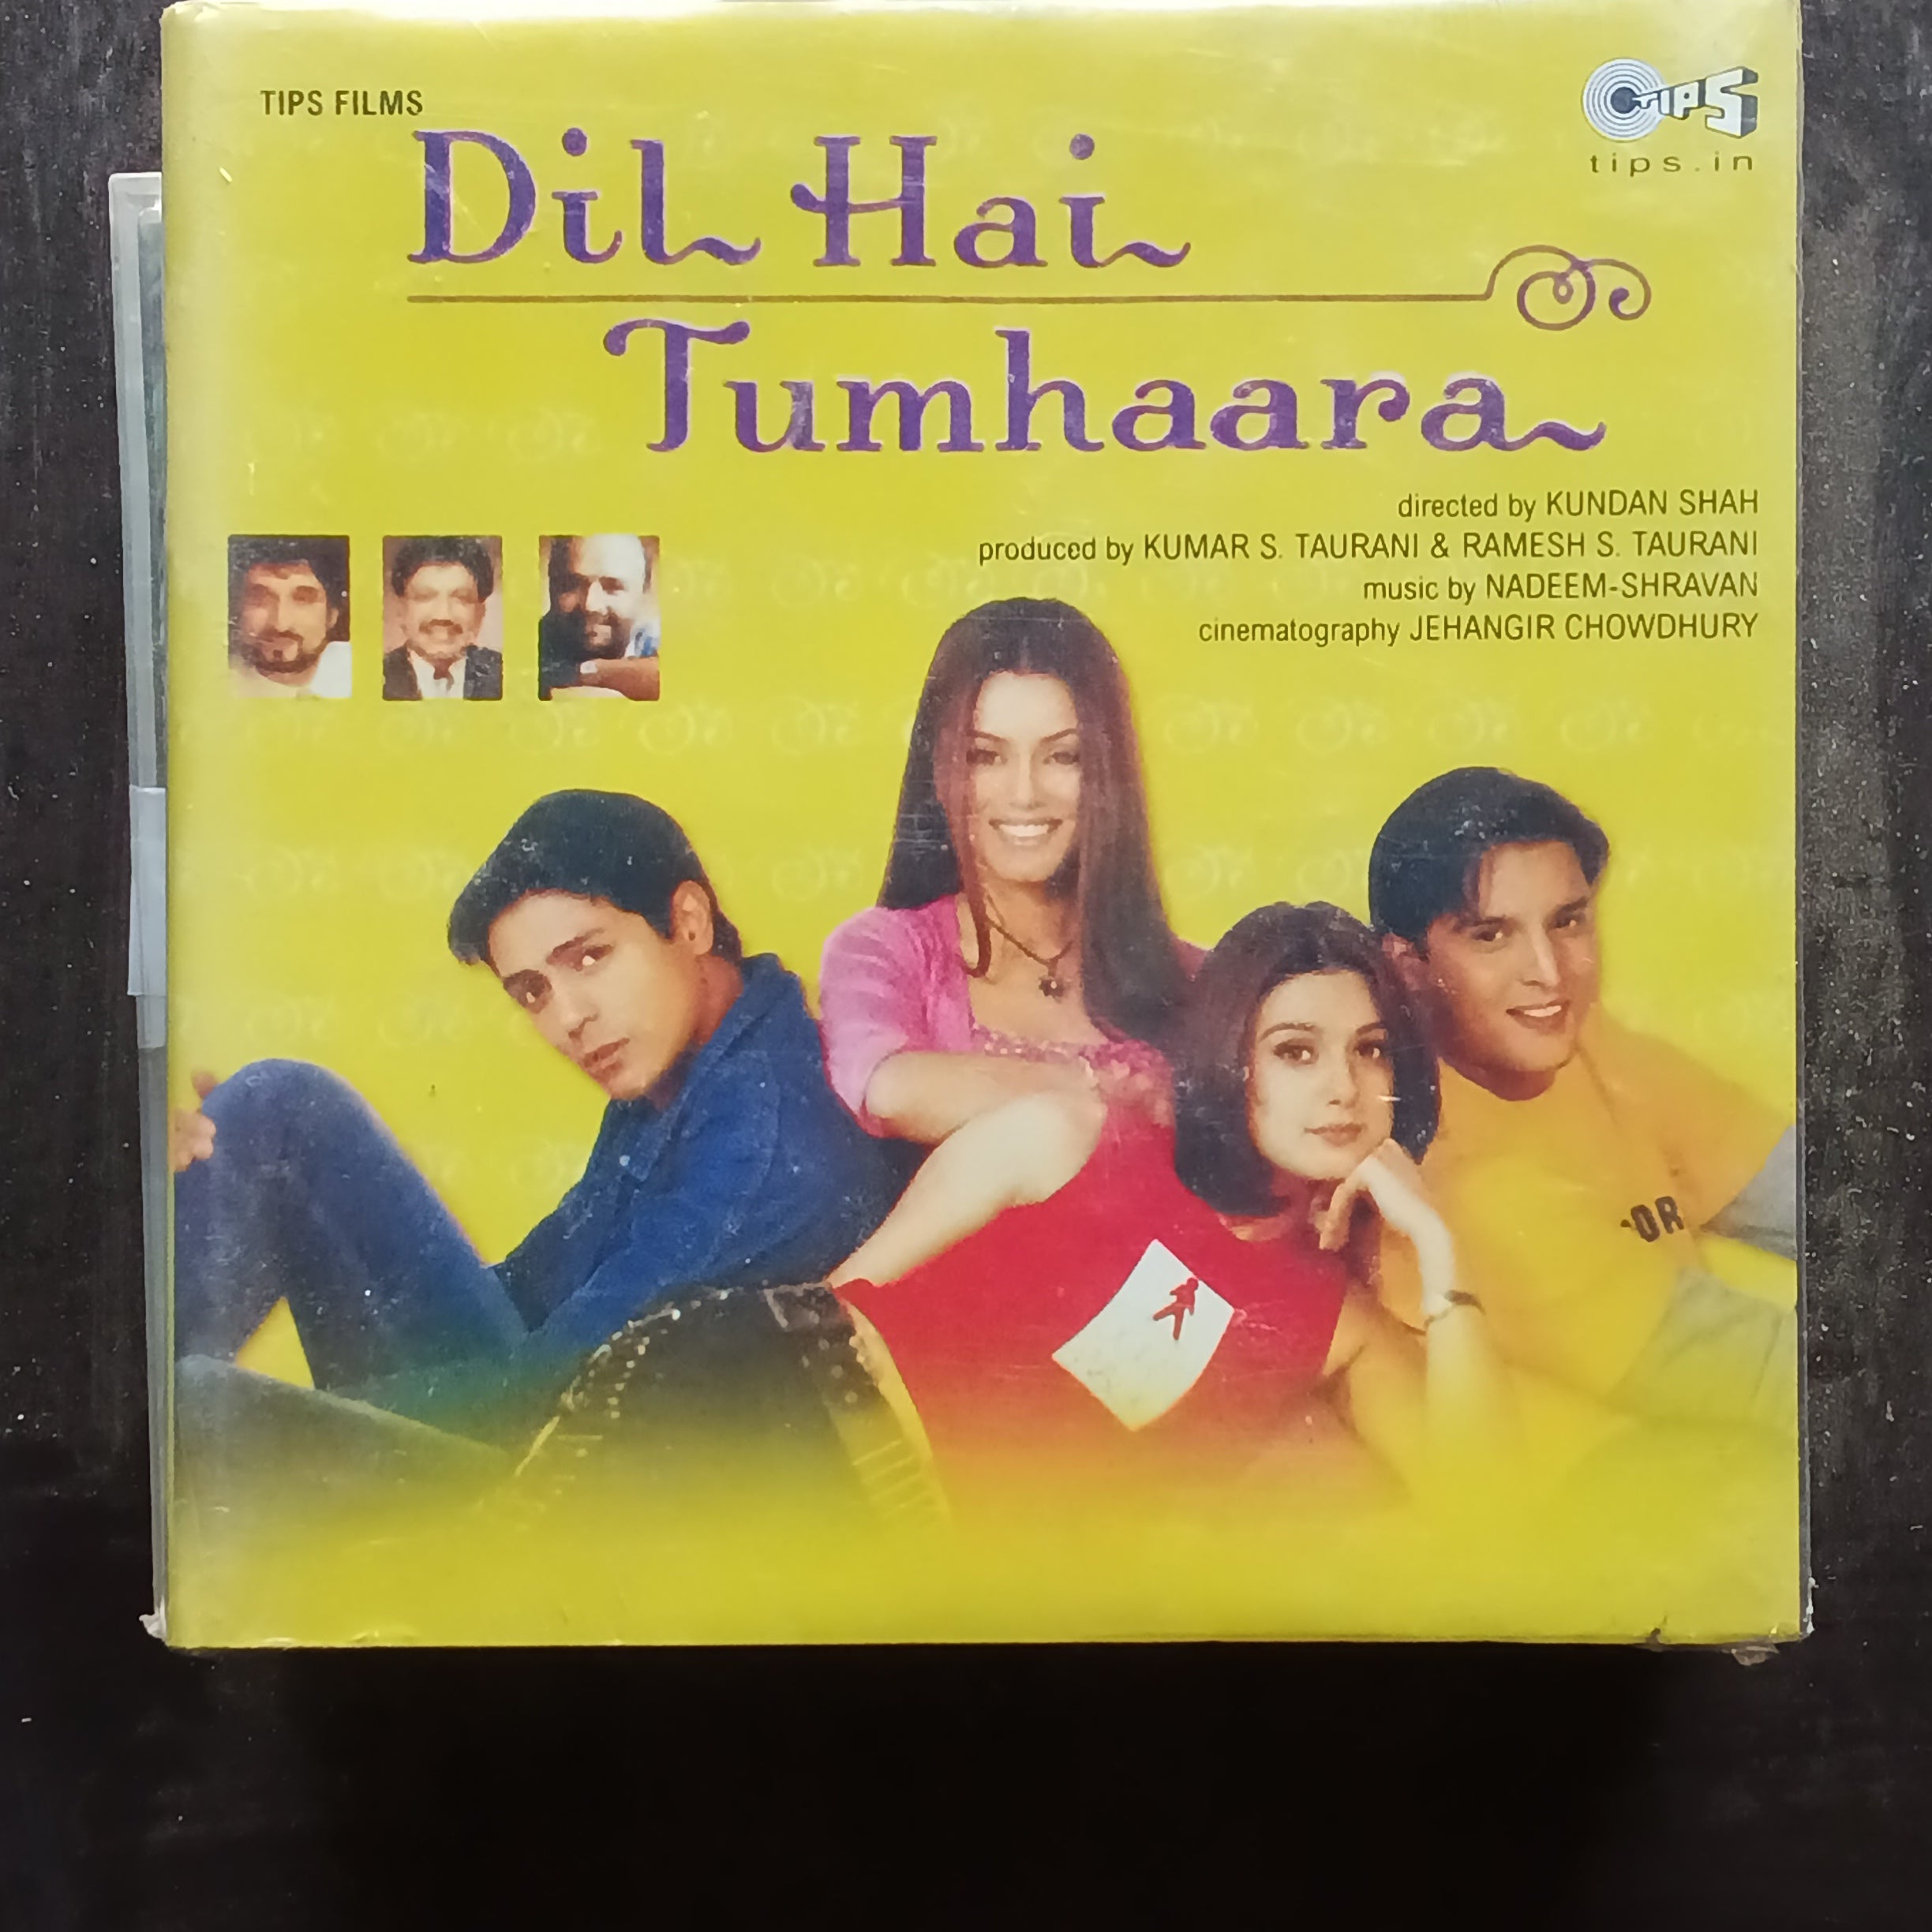 TIPS FILMS
TIPS
tips.in
Dil Hai
Tumhaara
directed by KUNDAN SHAH
produced by KUMAR S. TAURANI & RAMESH S. TAURANI
music by NADEEM-SHRAVAN
cinematography JEHANGIR CHOWDHURY
OR